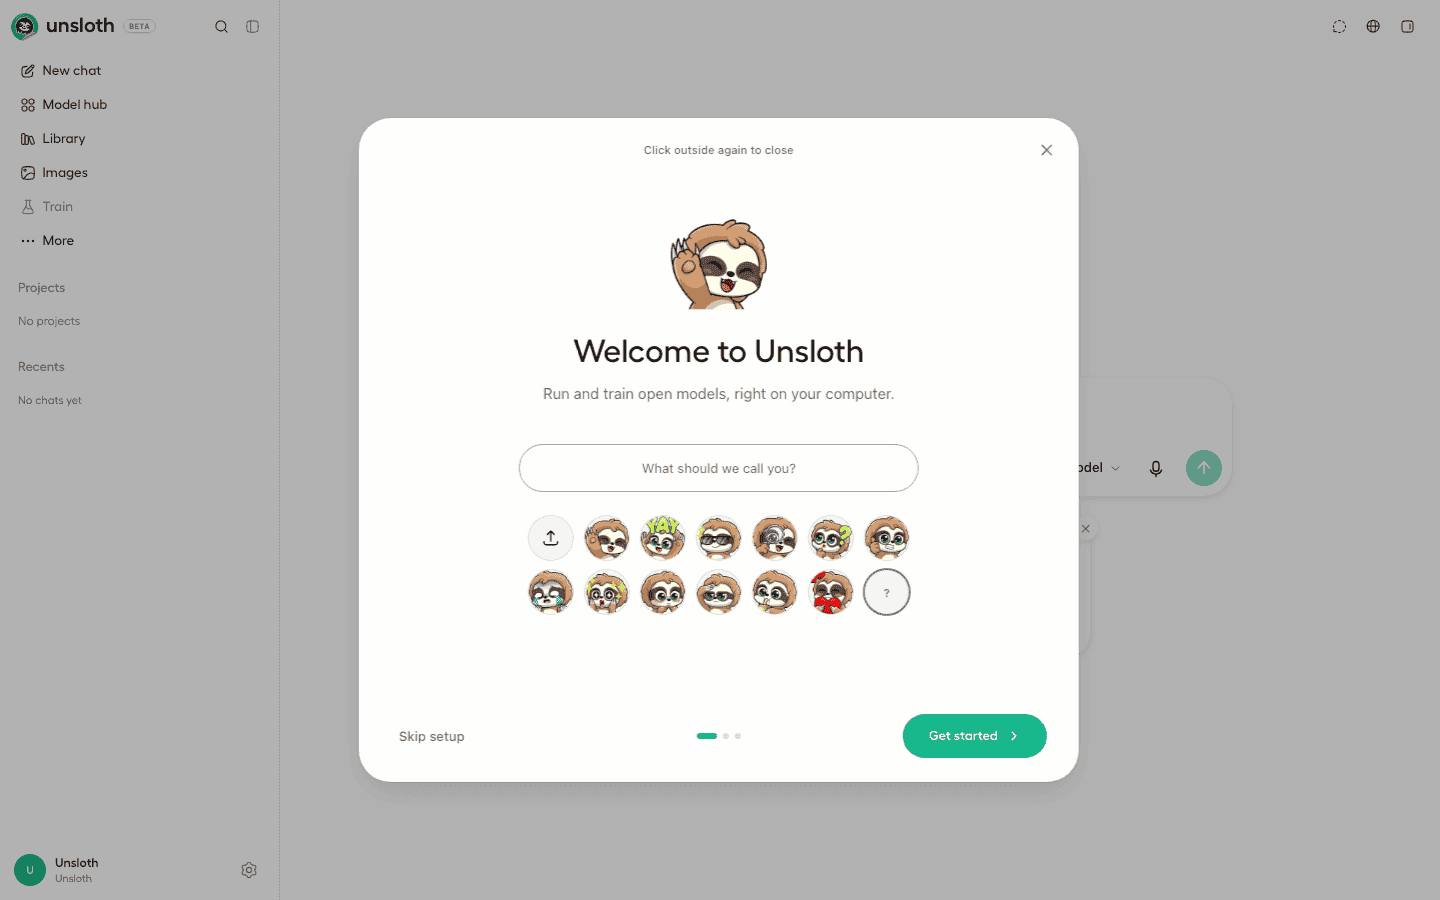 unsloth BETA
New chat
Model hub
Library
Images
Train
More
Projects
No projects
Recents
No chats yet
Unsloth
Unsloth
U
Click outside again to close
Welcome to Unsloth
Run and train open models, right on your computer.
What should we call you?
YAY
?
?
Skip setup
Get started
odel